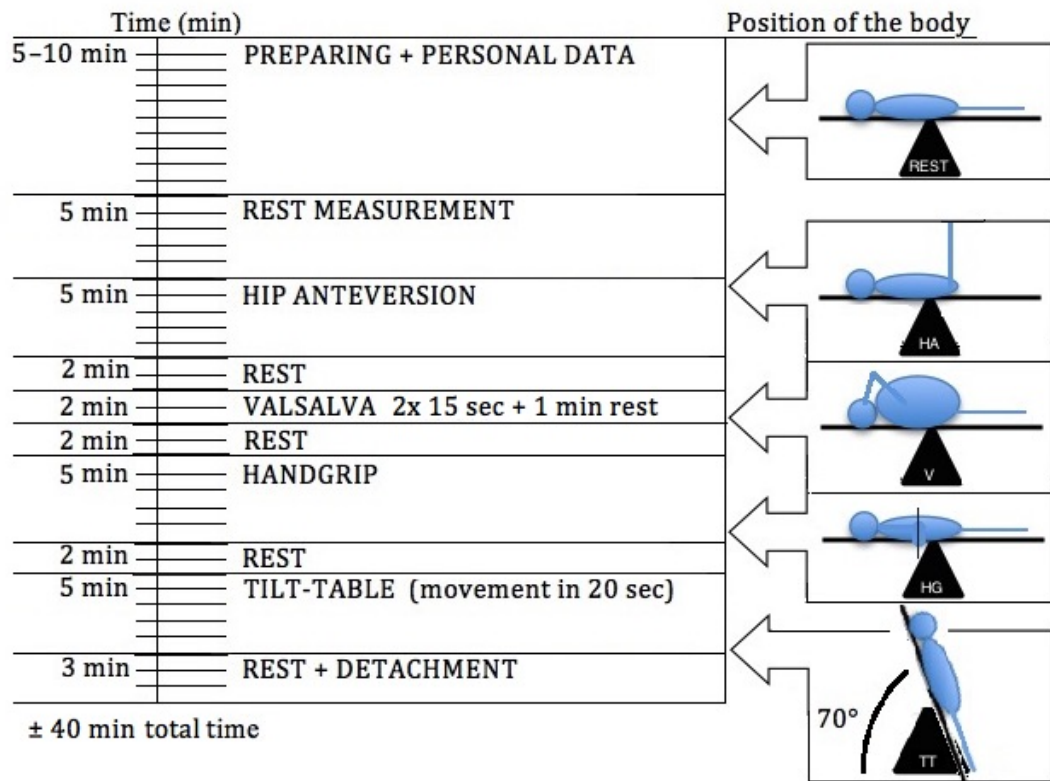 Time (min) Position of the body
5–10 min PREPARING + PERSONAL DATA
REST
5 min REST MEASUREMENT
5 min HIP ANTEVERSION
HA
2 min REST
2 min VALSALVA 2x 15 sec + 1 min rest
2 min REST
V
5 min HANDGRIP
2 min REST
HG
5 min TILT-TABLE (movement in 20 sec)
3 min REST + DETACHMENT
70°
TT
± 40 min total time